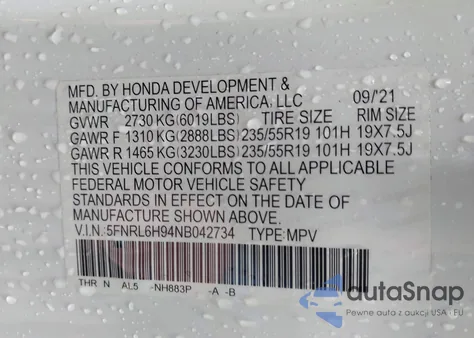 MFD. BY HONDA DEVELOPMENT &
MANUFACTURING OF AMERICA, LLC 09/'21
GVWR 2730 KG(6019LBS) TIRE SIZE RIM SIZE
GAWR F 1310 KG(2888LBS) 235/55R19 101H 19X7.5J
GAWR R 1465 KG(3230LBS) 235/55R19 101H 19X7.5J
THIS VEHICLE CONFORMS TO ALL APPLICABLE
FEDERAL MOTOR VEHICLE SAFETY
STANDARDS IN EFFECT ON THE DATE OF
MANUFACTURE SHOWN ABOVE.
V.I.N.:5FNRL6H94NB042734 TYPE:MPV
THR N AL5 -NH883P -A -B
autoSnap
Pewne auta z aukcji USA i EU